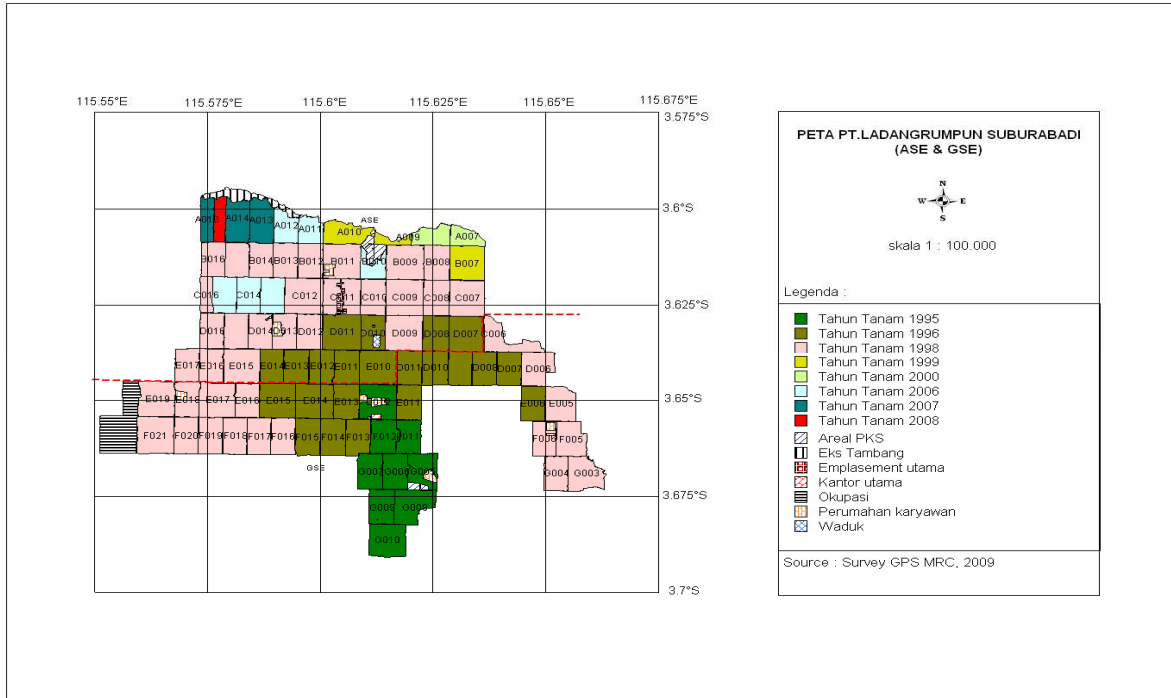 115.55°E 115.575°E 115.6°E 115.625°E 115.65°E 115.675°E
3.575°S
3.6°S
3.625°S
3.65°S
3.675°S
3.7°S
ASE
A014 A013 A012 A011 A010 A009 A007
B016 B014 B013 B012 B011 B009 B008 B007
C016 C014 C012 C011 C010 C009 C008 C007
D016 D014 D013 D012 D011 D010 D009 D008 D007 C006
E017 E016 E015 E014 E013 E012 E011 E010 D011 D010 D008 D007 D006
E019 E018 E017 E016 E015 E014 E013 E011 E006 E005
F021 F020 F019 F018 F017 F016 F015 F014 F013 F012 F011 F006 F005
GSE
G007 G006 G005 G004 G003
G009 G008
G010
PETA PT.LADANGRUMPUN SUBURABADI
(ASE & GSE)
N
W E
S
skala 1 : 100.000
Legenda :
Tahun Tanam 1995
Tahun Tanam 1996
Tahun Tanam 1998
Tahun Tanam 1999
Tahun Tanam 2000
Tahun Tanam 2006
Tahun Tanam 2007
Tahun Tanam 2008
Areal PKS
Eks Tambang
Emplasement utama
Kantor utama
Okupasi
Perumahan karyawan
Waduk
Source : Survey GPS MRC, 2009